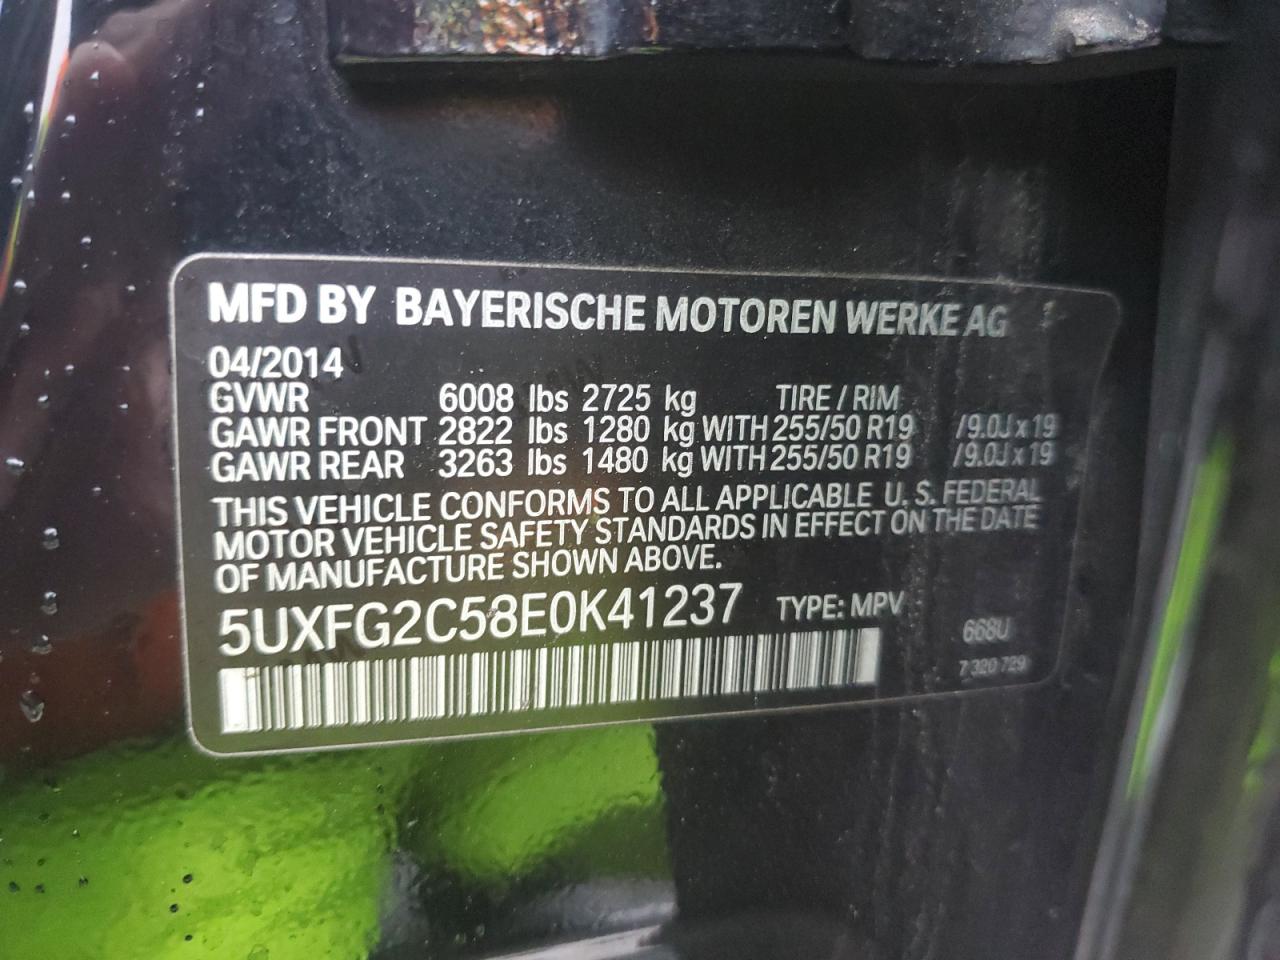 MFD BY BAYERISCHE MOTOREN WERKE AG
04/2014
GVWR 6008 lbs 2725 kg TIRE / RIM
GAWR FRONT 2822 lbs 1280 kg WITH 255/50 R19 /9.0J x 19
GAWR REAR 3263 lbs 1480 kg WITH 255/50 R19 /9.0J x 19
THIS VEHICLE CONFORMS TO ALL APPLICABLE U. S. FEDERAL
MOTOR VEHICLE SAFETY STANDARDS IN EFFECT ON THE DATE
OF MANUFACTURE SHOWN ABOVE.
5UXFG2C58E0K41237 TYPE: MPV
668U
7 320 729